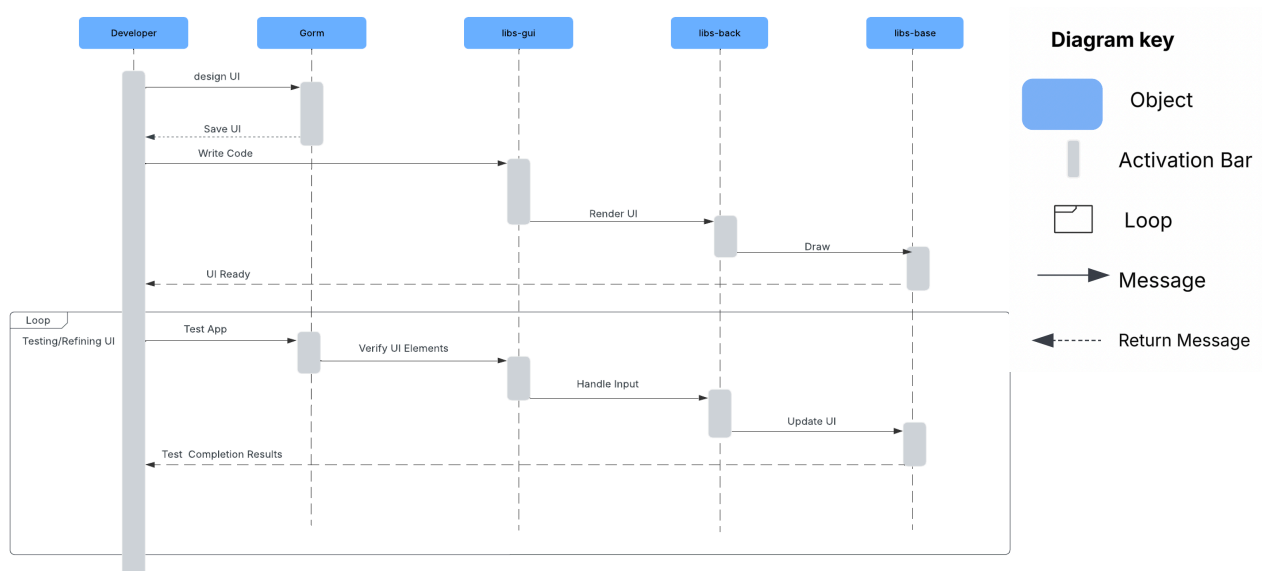 Developer
Gorm
libs-gui
libs-back
libs-base
design UI
Save UI
Write Code
Render UI
Draw
UI Ready
Loop
Testing/Refining UI
Test App
Verify UI Elements
Handle Input
Update UI
Test  Completion Results
Diagram key
Object
Activation Bar
Loop
Message
Return Message